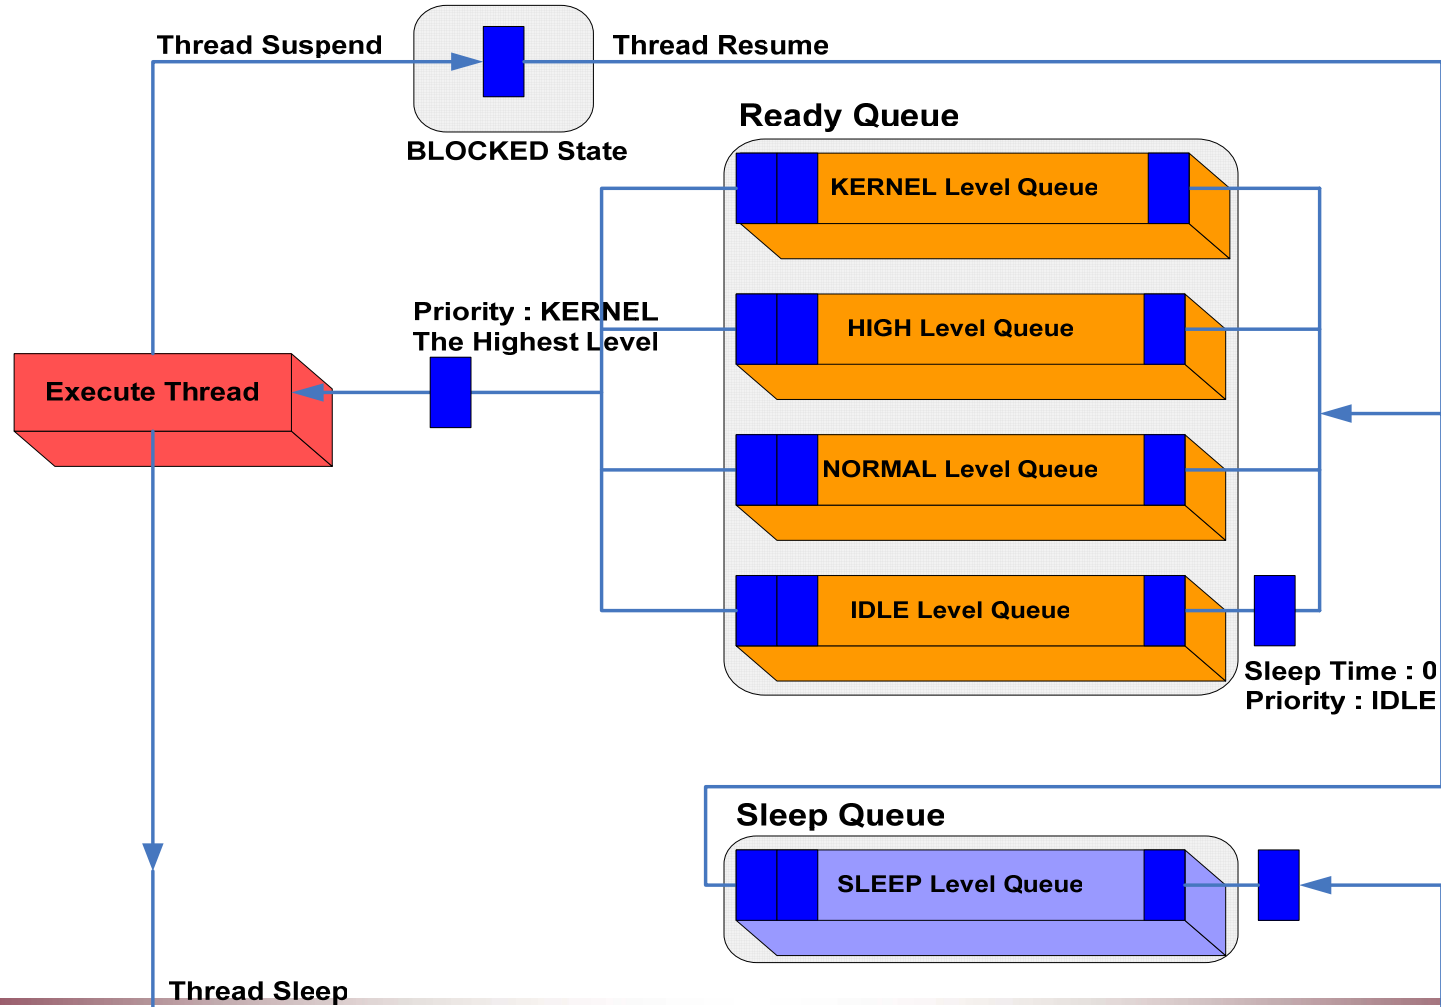 Thread Suspend
Thread Resume
BLOCKED State
Ready Queue
KERNEL Level Queue
Priority : KERNEL
The Highest Level
HIGH Level Queue
Execute Thread
NORMAL Level Queue
IDLE Level Queue
Sleep Time : 0
Priority : IDLE
Sleep Queue
SLEEP Level Queue
Thread Sleep